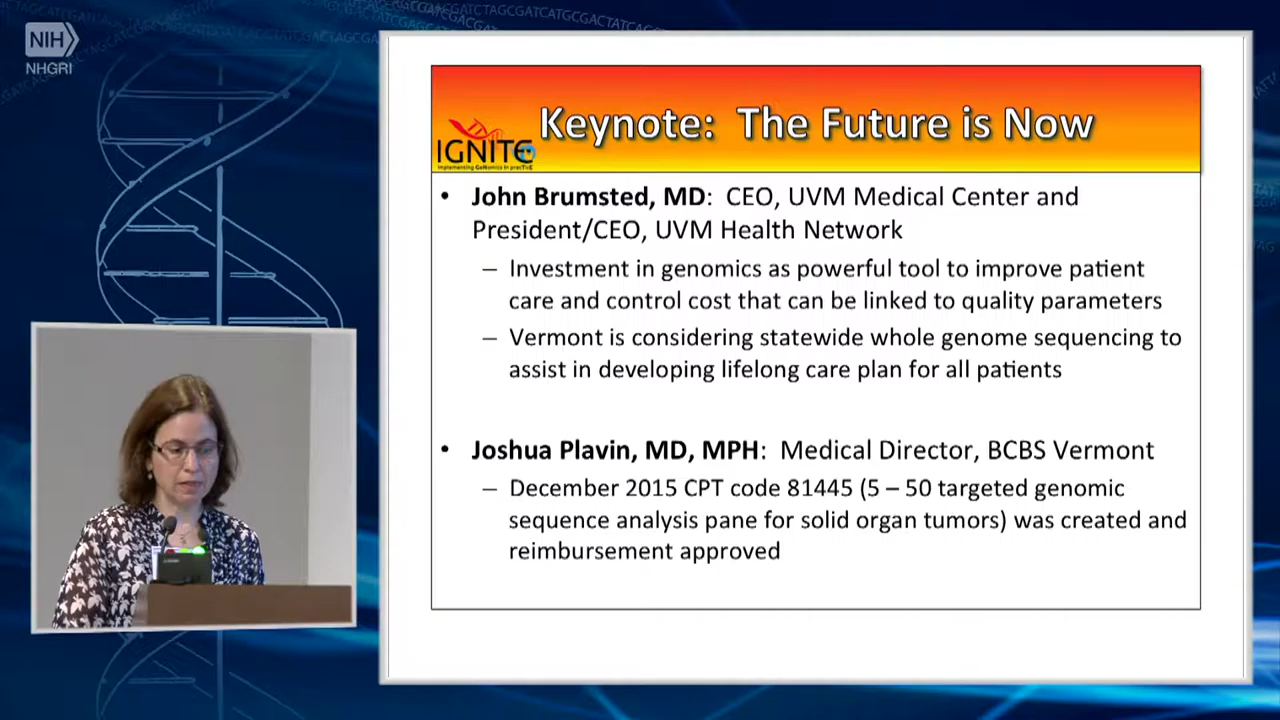 NIH
NHGRI
IGNITE
Implementing GeNomics In pracTicE
Keynote: The Future is Now
• John Brumsted, MD: CEO, UVM Medical Center and
President/CEO, UVM Health Network
– Investment in genomics as powerful tool to improve patient
care and control cost that can be linked to quality parameters
– Vermont is considering statewide whole genome sequencing to
assist in developing lifelong care plan for all patients
• Joshua Plavin, MD, MPH: Medical Director, BCBS Vermont
– December 2015 CPT code 81445 (5 – 50 targeted genomic
sequence analysis pane for solid organ tumors) was created and
reimbursement approved